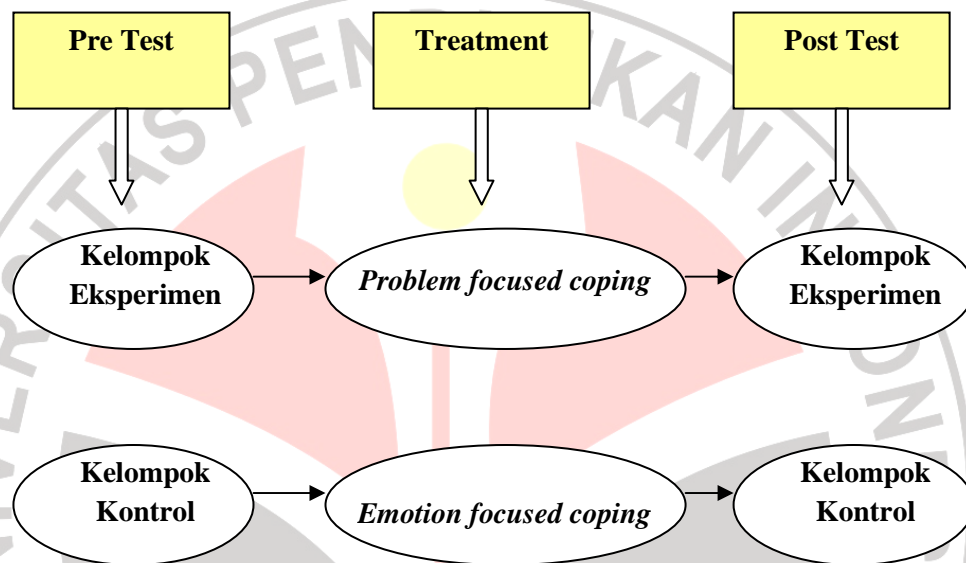 Pre Test
Treatment
Post Test
Kelompok
Eksperimen
Problem focused coping
Kelompok
Eksperimen
Kelompok
Kontrol
Emotion focused coping
Kelompok
Kontrol